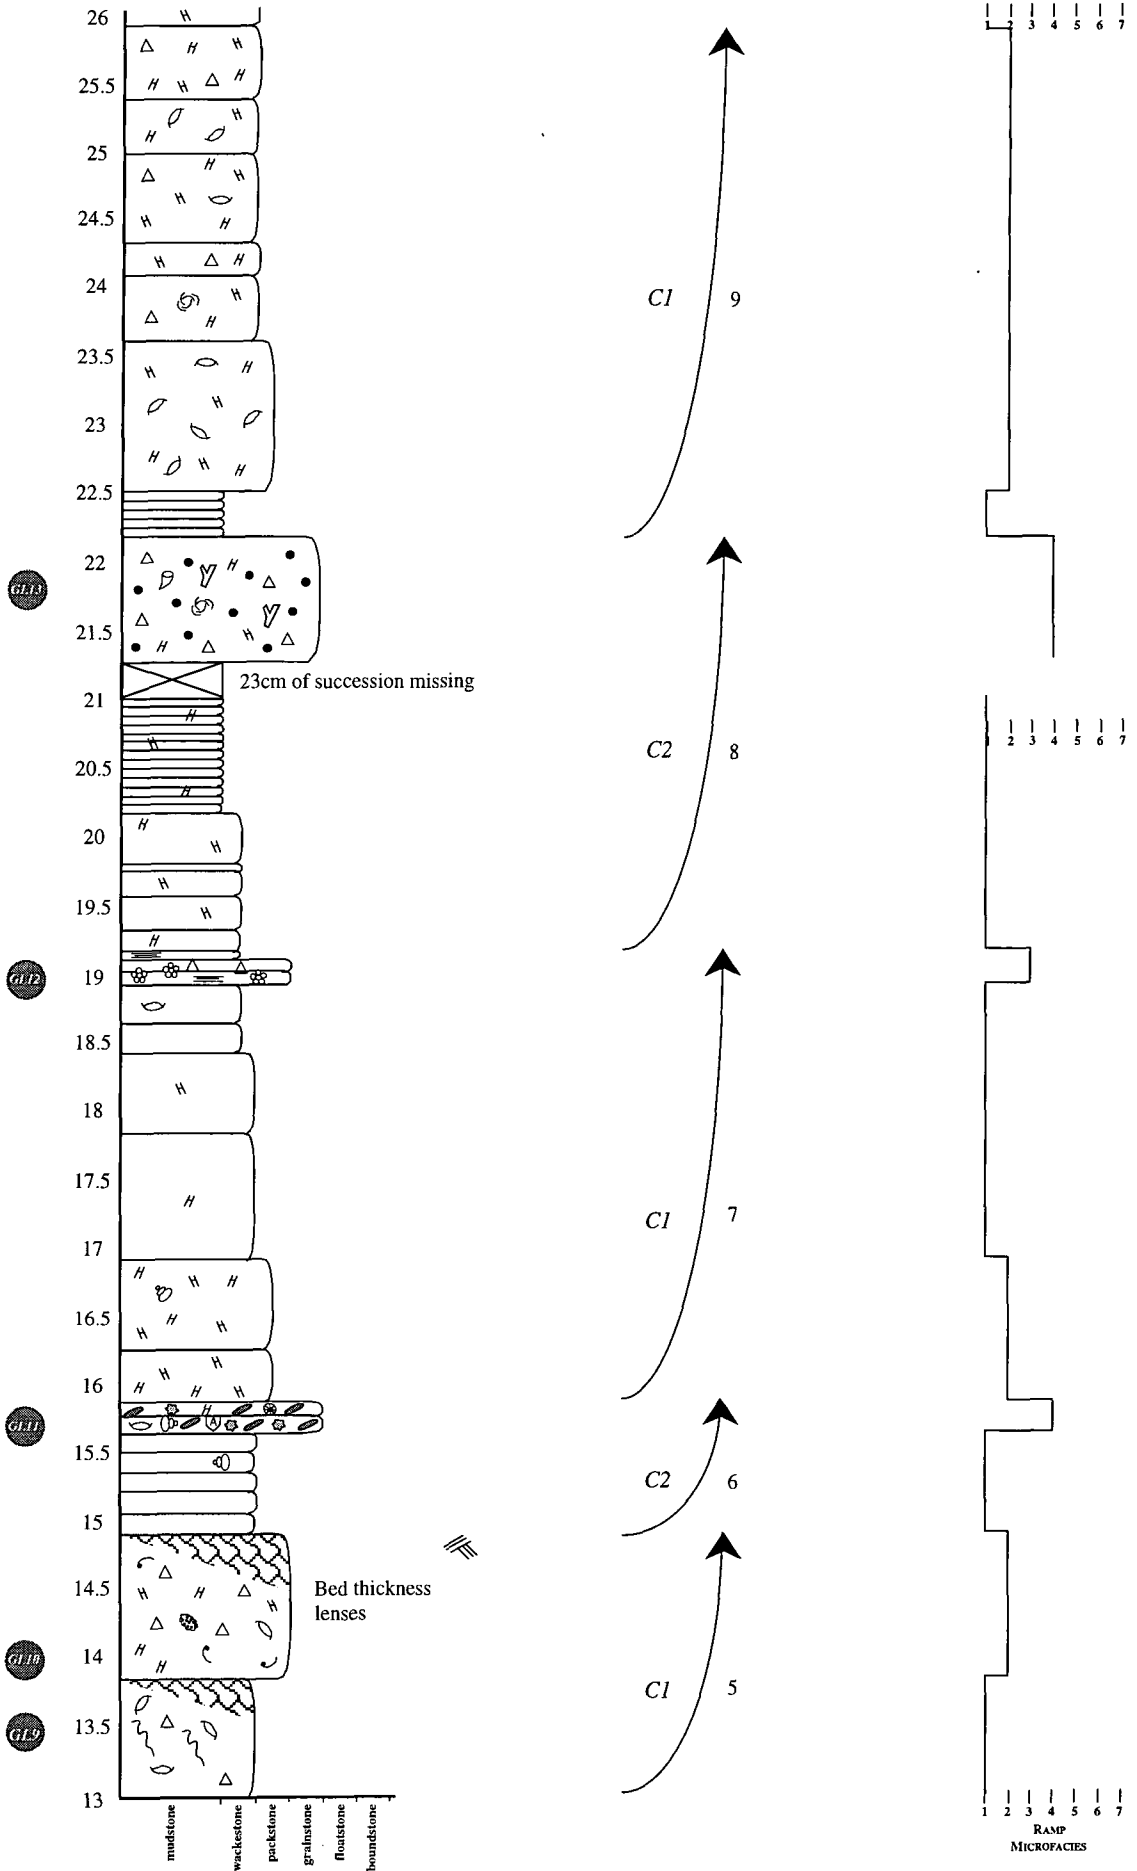 26
1 2 3 4 5 6 7
25.5
25
24.5
24
C1 9
23.5
23
22.5
22
GL13
21.5
23cm of succession missing
21
1 2 3 4 5 6 7
C2 8
20.5
20
19.5
19
GL12
18.5
18
17.5
C1 7
17
16.5
16
GL11
15.5
C2 6
15
14.5
Bed thickness
lenses
14
GL10
C1 5
13.5
GL9
13
1 2 3 4 5 6 7
RAMP
MICROFACIES
mudstone
wackestone
packstone
grainstone
floatstone
boundstone